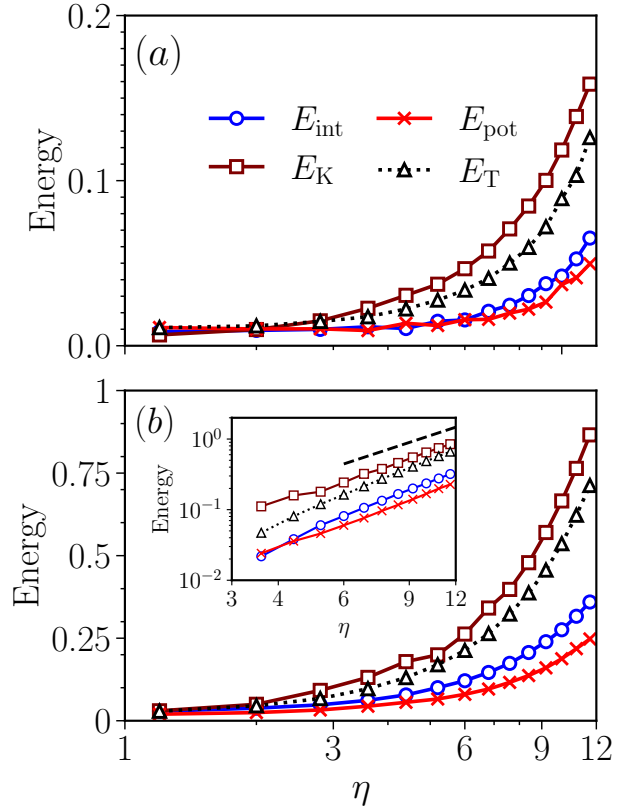 0.2
(a)
E_int
E_pot
E_K
E_T
Energy
0.1
0.0
1
(b)
10^0
10^-1
10^-2
Energy
3
4
6
9
12
η
0.75
Energy
0.5
0.25
0
1
3
6
9
12
η